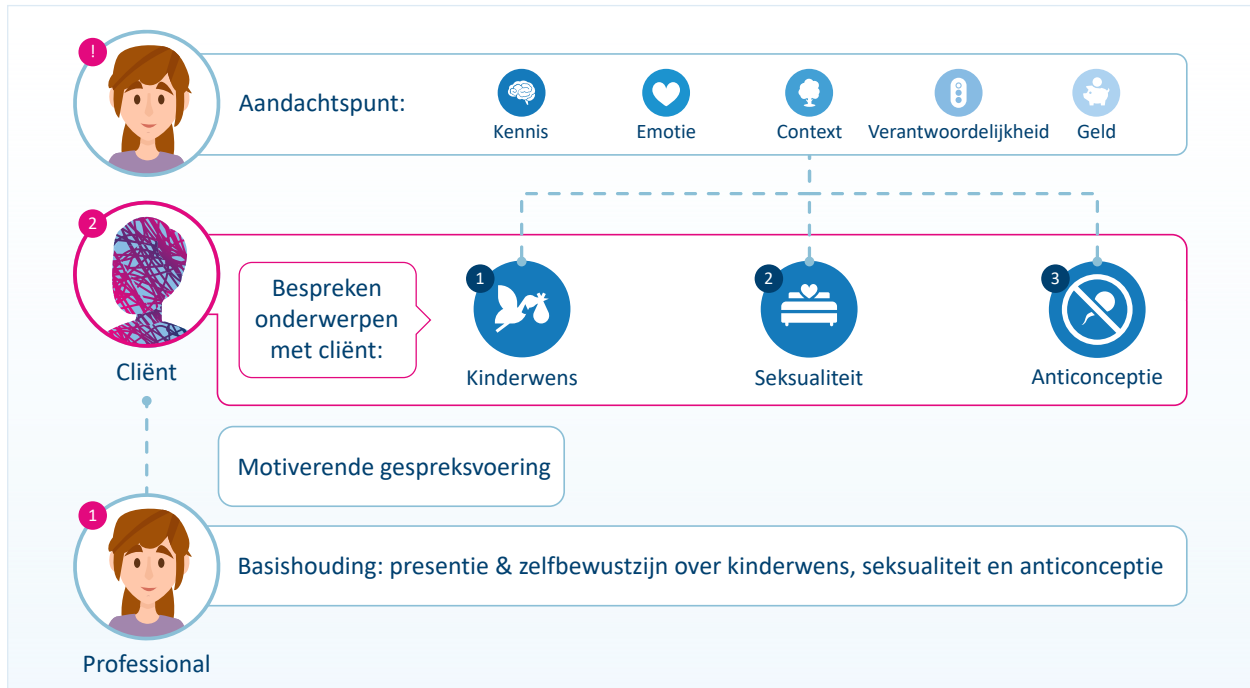 !
Aandachtspunt:
Kennis
Emotie
Context
Verantwoordelijkheid
Geld
2
Cliënt
Bespreken
onderwerpen
met cliënt:
1
Kinderwens
2
Seksualiteit
3
Anticonceptie
Motiverende gespreksvoering
1
Professional
Basishouding: presentie & zelfbewustzijn over kinderwens, seksualiteit en anticonceptie